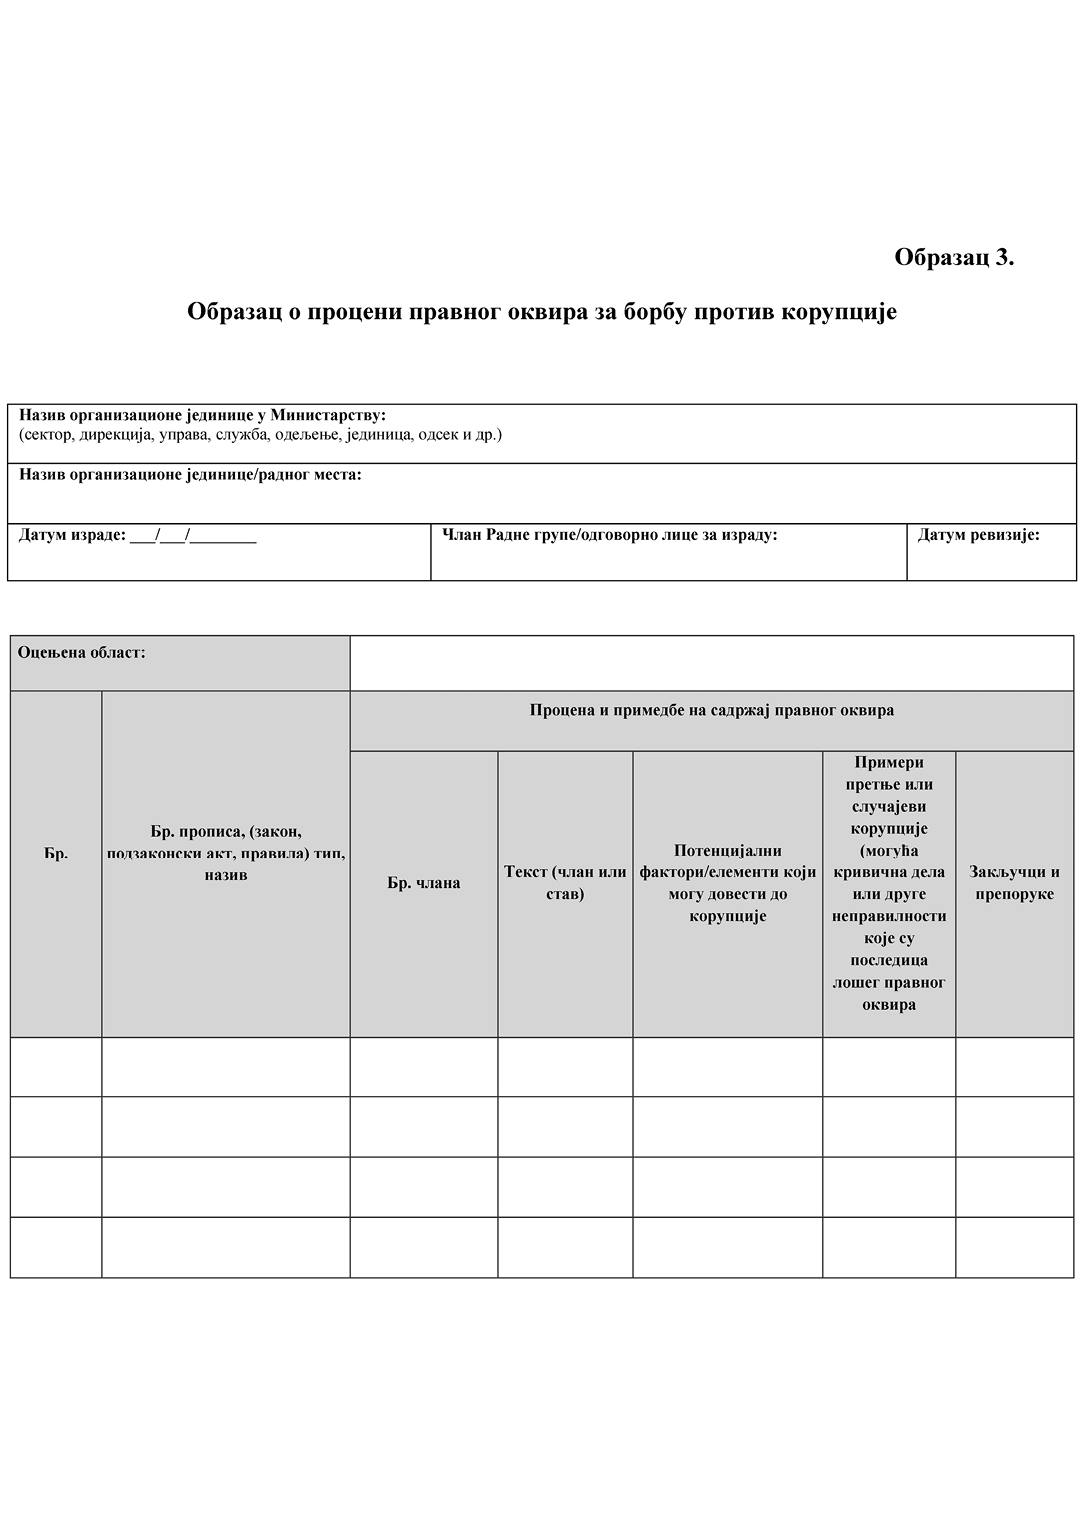 Образац 3.
Образац о процени правног оквира за борбу против корупције
Назив организационе јединице у Министарству:
(сектор, дирекција, управа, служба, одељење, јединица, одсек и др.)
Назив организационе јединице/радног места:
Датум израде: ___/___/________
Члан Радне групе/одговорно лице за израду:
Датум ревизије:
Оцењена област:
Бр.
Бр. прописа, (закон,
подзаконски акт, правила) тип,
назив
Процена и примедбе на садржај правног оквира
Бр. члана
Текст (члан или
став)
Потенцијални
фактори/елементи који
могу довести до
корупције
Примери
претње или
случајеви
корупције
(могућа
кривична дела
или друге
неправилности
које су
последица
лошег правног
оквира
Закључци и
препоруке